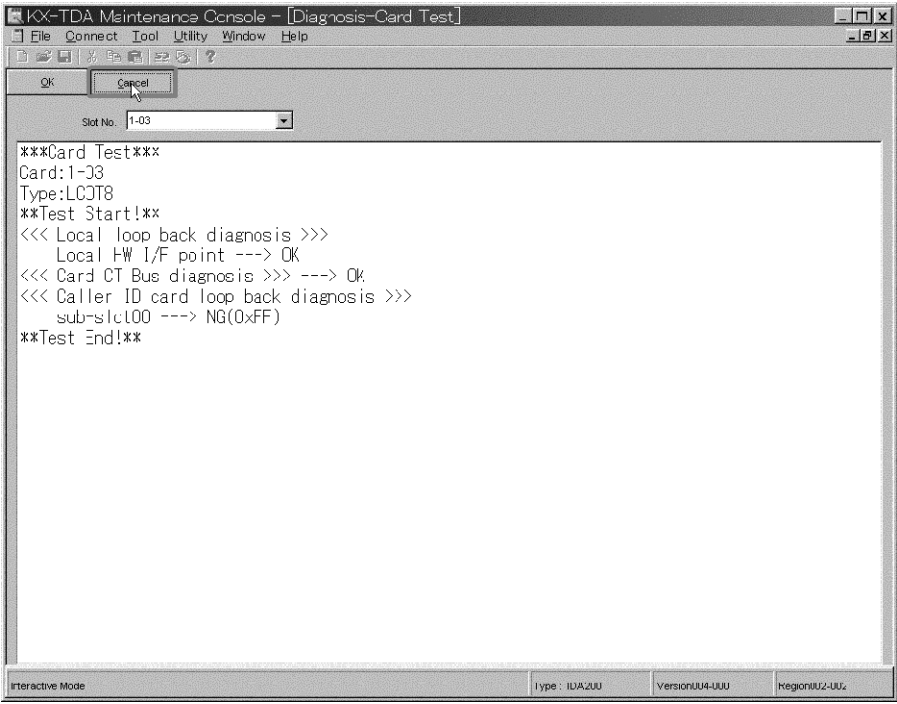 KX-TDA Maintenance Console - [Diagnosis-Card Test]
File Connect Tool Utility Window Help
OK Cancel
Slot No. 1-03
***Card Test***
Card:1-03
Type:LCOT8
**Test Start!**
<<< Local loop back diagnosis >>>
Local HW I/F point ---> OK
<<< Card CT Bus diagnosis >>> ---> OK
<<< Caller ID card loop back diagnosis >>>
sub-slot00 ---> NG(0xFF)
**Test End!**
Interactive Mode Type : TDA200 Version004-000 Region002-002